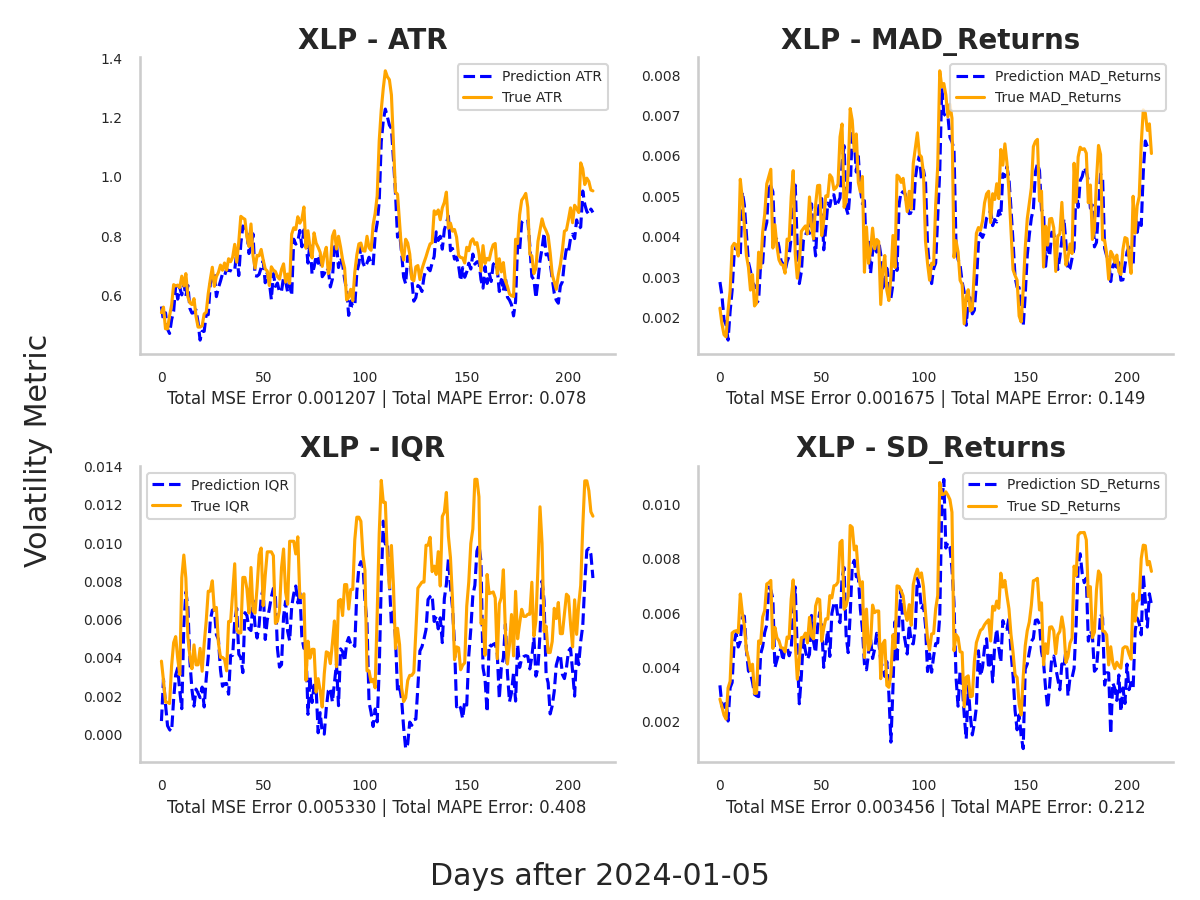 XLP - ATR
1.4
1.2
1.0
0.8
0.6
Prediction ATR
True ATR
0 50 100 150 200
Total MSE Error 0.001207 | Total MAPE Error: 0.078
XLP - MAD_Returns
0.008
0.007
0.006
0.005
0.004
0.003
0.002
Prediction MAD_Returns
True MAD_Returns
0 50 100 150 200
Total MSE Error 0.001675 | Total MAPE Error: 0.149
Volatility Metric
XLP - IQR
0.014
0.012
0.010
0.008
0.006
0.004
0.002
0.000
Prediction IQR
True IQR
0 50 100 150 200
Total MSE Error 0.005330 | Total MAPE Error: 0.408
XLP - SD_Returns
0.010
0.008
0.006
0.004
0.002
Prediction SD_Returns
True SD_Returns
0 50 100 150 200
Total MSE Error 0.003456 | Total MAPE Error: 0.212
Days after 2024-01-05